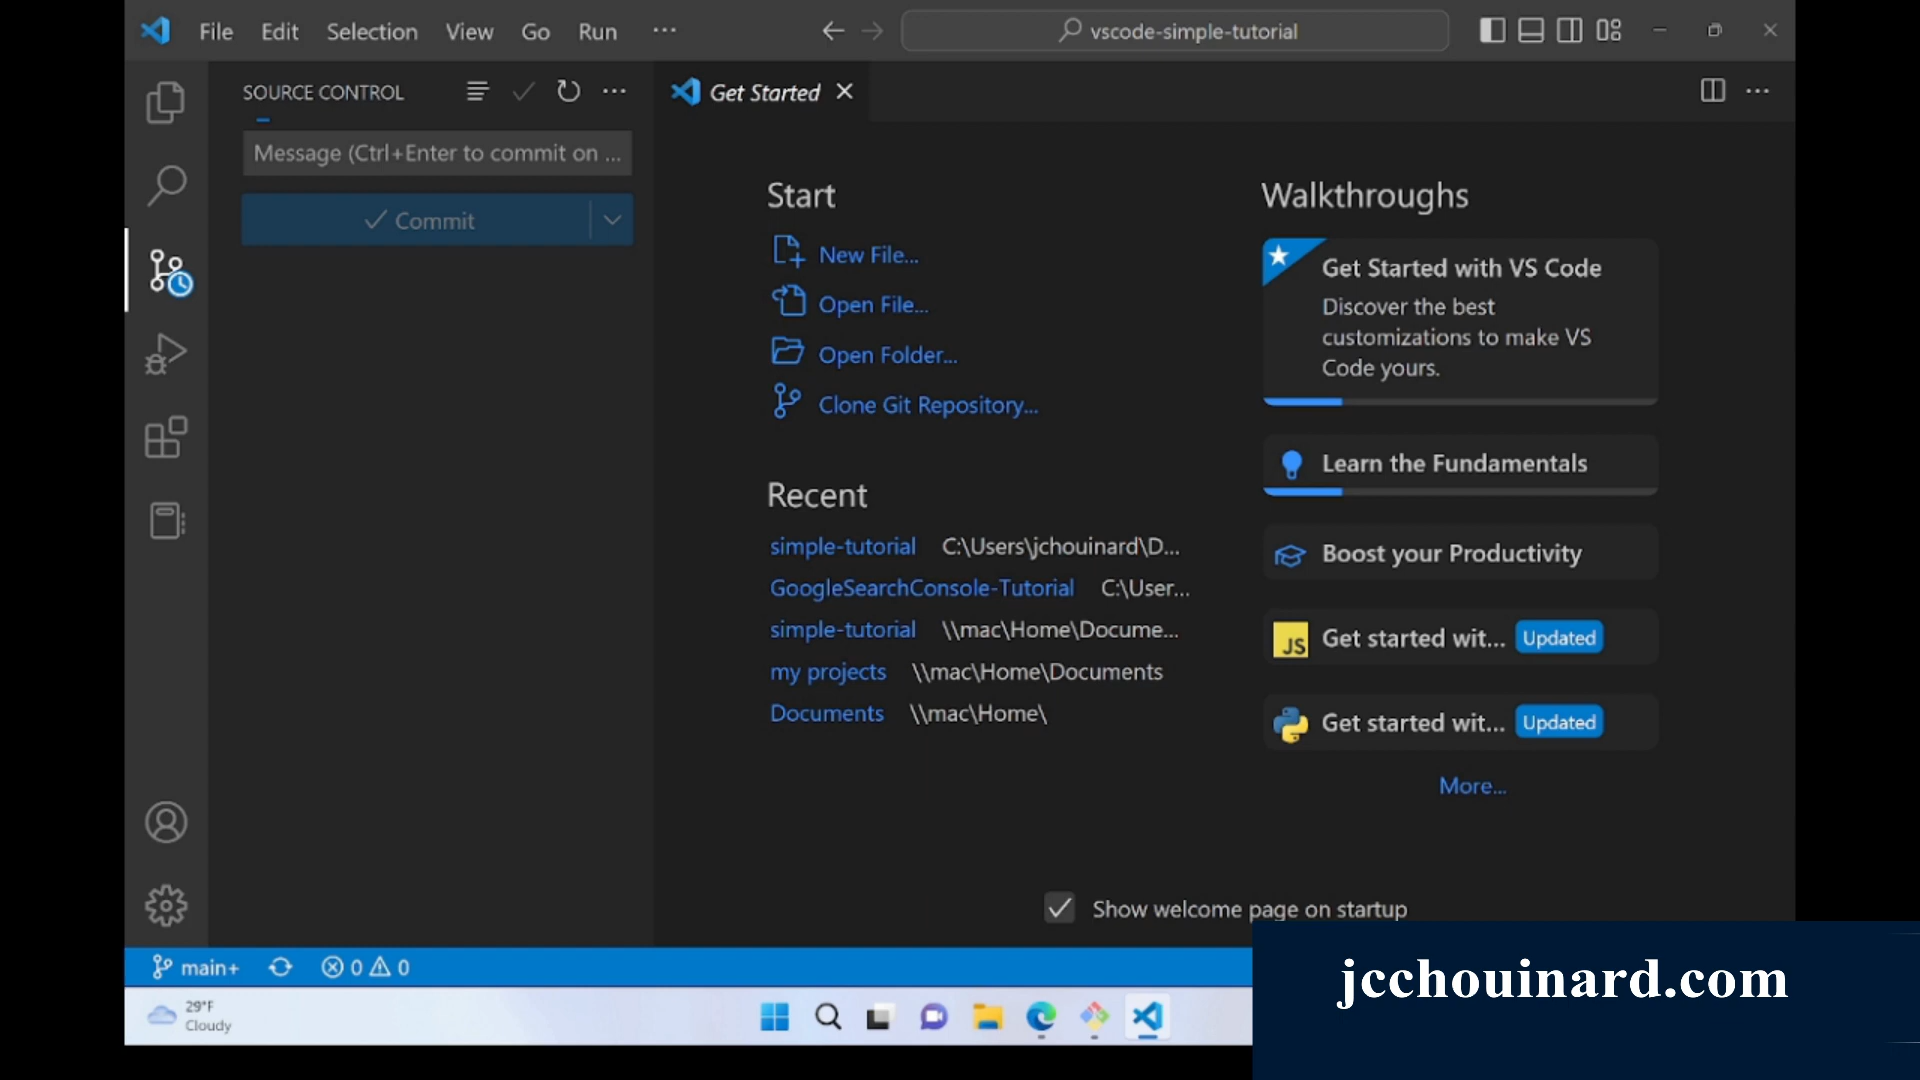 File Edit Selection View Go Run ···
vscode-simple-tutorial
SOURCE CONTROL
Get Started
Message (Ctrl+Enter to commit on ...
Commit
Start
New File...
Open File...
Open Folder...
Clone Git Repository...
Recent
simple-tutorial C:\Users\jchouinard\D...
GoogleSearchConsole-Tutorial C:\User...
simple-tutorial \\mac\Home\Docume...
my projects \\mac\Home\Documents
Documents \\mac\Home\
Walkthroughs
Get Started with VS Code
Discover the best
customizations to make VS
Code yours.
Learn the Fundamentals
Boost your Productivity
JS Get started wit... Updated
Get started wit... Updated
More...
Show welcome page on startup
main+ 0 0
29°F
Cloudy
jcchouinard.com